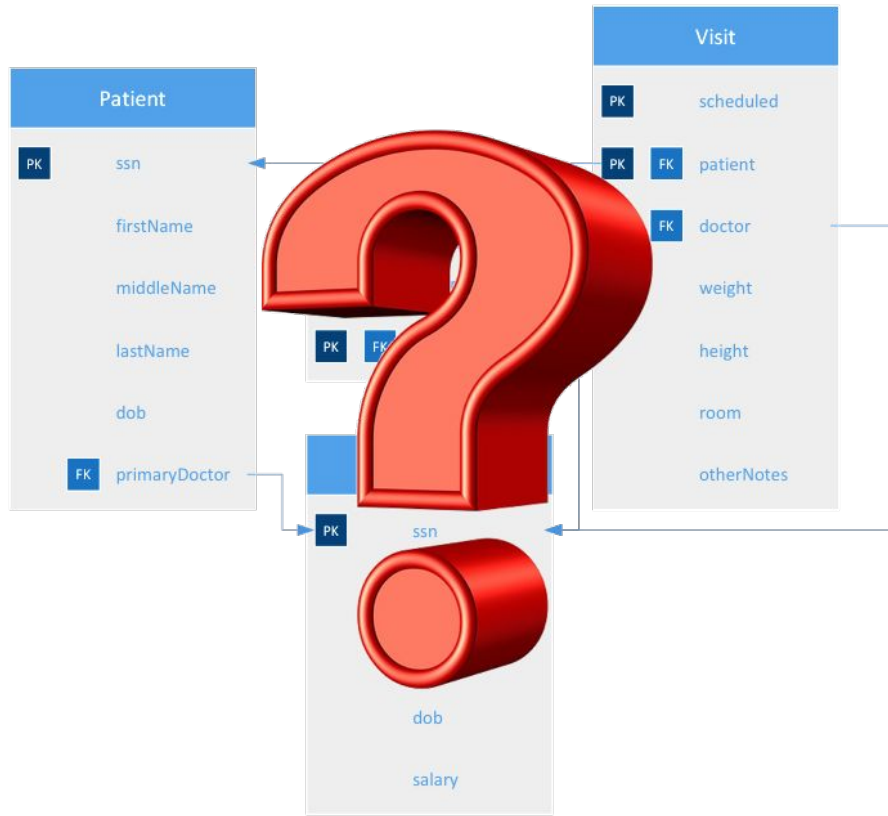 Patient
PK ssn
firstName
middleName
lastName
dob
FK primaryDoctor
Visit
PK scheduled
PK FK patient
FK doctor
weight
height
room
otherNotes
PK FK
PK ssn
dob
salary